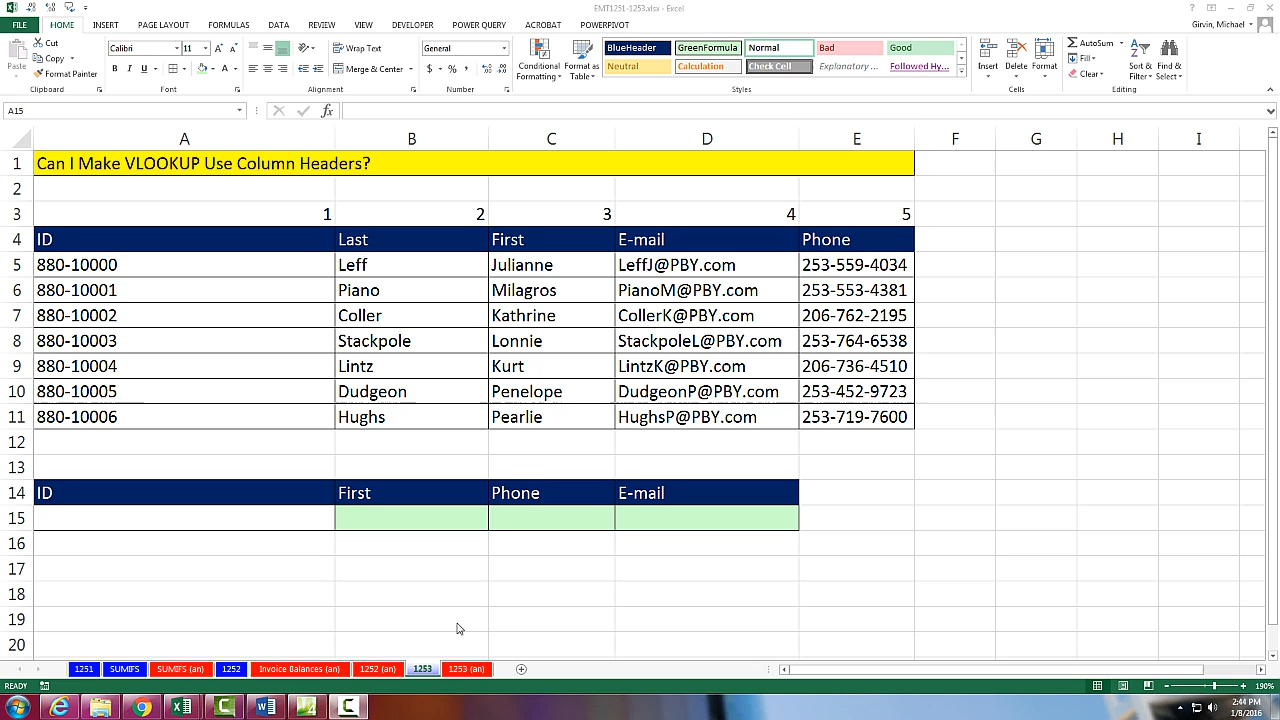 EMT1251-1253.xlsx - Excel
FILE HOME INSERT PAGE LAYOUT FORMULAS DATA REVIEW VIEW DEVELOPER POWER QUERY ACROBAT POWERPIVOT Girvin, Michael
Paste Cut Copy Format Painter Clipboard
Calibri 11 B I U Font
Wrap Text Merge & Center Alignment
General $ % , Number
Conditional Formatting Format as Table
BlueHeader GreenFormula Normal Bad Good
Neutral Calculation Check Cell Explanatory ... Followed Hy...
Styles
Insert Delete Format Cells
AutoSum Fill Clear Sort & Filter Find & Select Editing
A15 fx
A B C D E F G H I
1 Can I Make VLOOKUP Use Column Headers?
2
3 1 2 3 4 5
4 ID Last First E-mail Phone
5 880-10000 Leff Julianne LeffJ@PBY.com 253-559-4034
6 880-10001 Piano Milagros PianoM@PBY.com 253-553-4381
7 880-10002 Coller Kathrine CollerK@PBY.com 206-762-2195
8 880-10003 Stackpole Lonnie StackpoleL@PBY.com 253-764-6538
9 880-10004 Lintz Kurt LintzK@PBY.com 206-736-4510
10 880-10005 Dudgeon Penelope DudgeonP@PBY.com 253-452-9723
11 880-10006 Hughs Pearlie HughsP@PBY.com 253-719-7600
12
13
14 ID First Phone E-mail
15
16
17
18
19
20
1251 SUMIFS SUMIFS (an) 1252 Invoice Balances (an) 1252 (an) 1253 1253 (an)
READY 190%
2:44 PM
1/8/2016